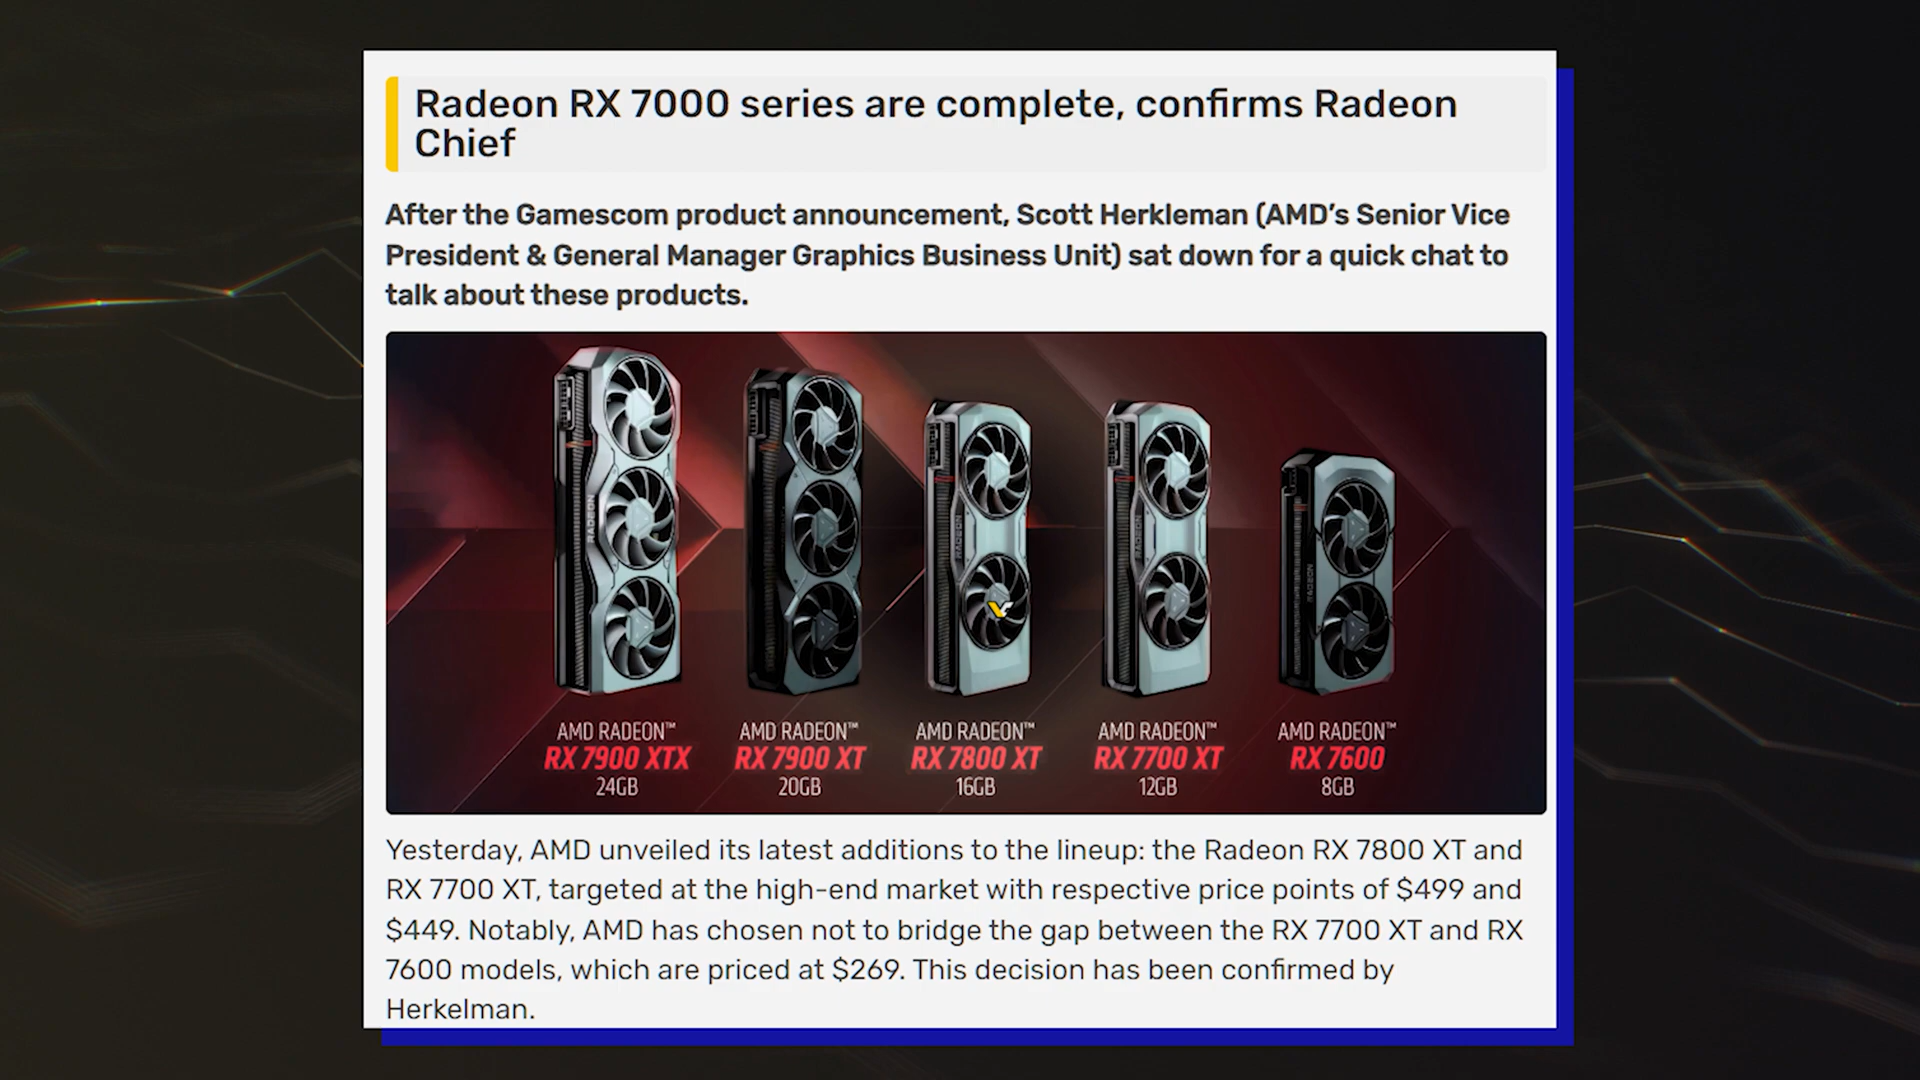 Radeon RX 7000 series are complete, confirms Radeon
Chief
After the Gamescom product announcement, Scott Herkleman (AMD's Senior Vice
President & General Manager Graphics Business Unit) sat down for a quick chat to
talk about these products.
RADEON
RADEON
RADEON
RADEON
AMD RADEON™
RX 7900 XTX
24GB
AMD RADEON™
RX 7900 XT
20GB
AMD RADEON™
RX 7800 XT
16GB
AMD RADEON™
RX 7700 XT
12GB
AMD RADEON™
RX 7600
8GB
Yesterday, AMD unveiled its latest additions to the lineup: the Radeon RX 7800 XT and
RX 7700 XT, targeted at the high-end market with respective price points of $499 and
$449. Notably, AMD has chosen not to bridge the gap between the RX 7700 XT and RX
7600 models, which are priced at $269. This decision has been confirmed by
Herkelman.